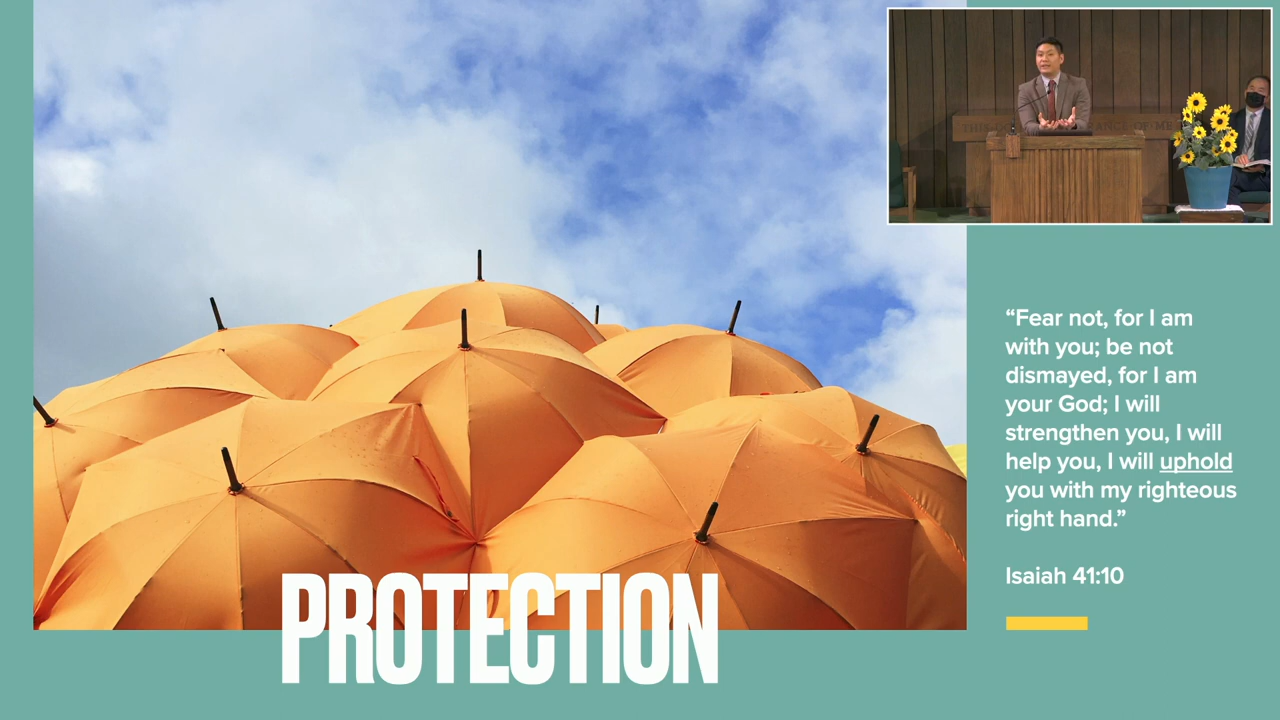 “Fear not, for I am
with you; be not
dismayed, for I am
your God; I will
strengthen you, I will
help you, I will uphold
you with my righteous
right hand.”
Isaiah 41:10
PROTECTION